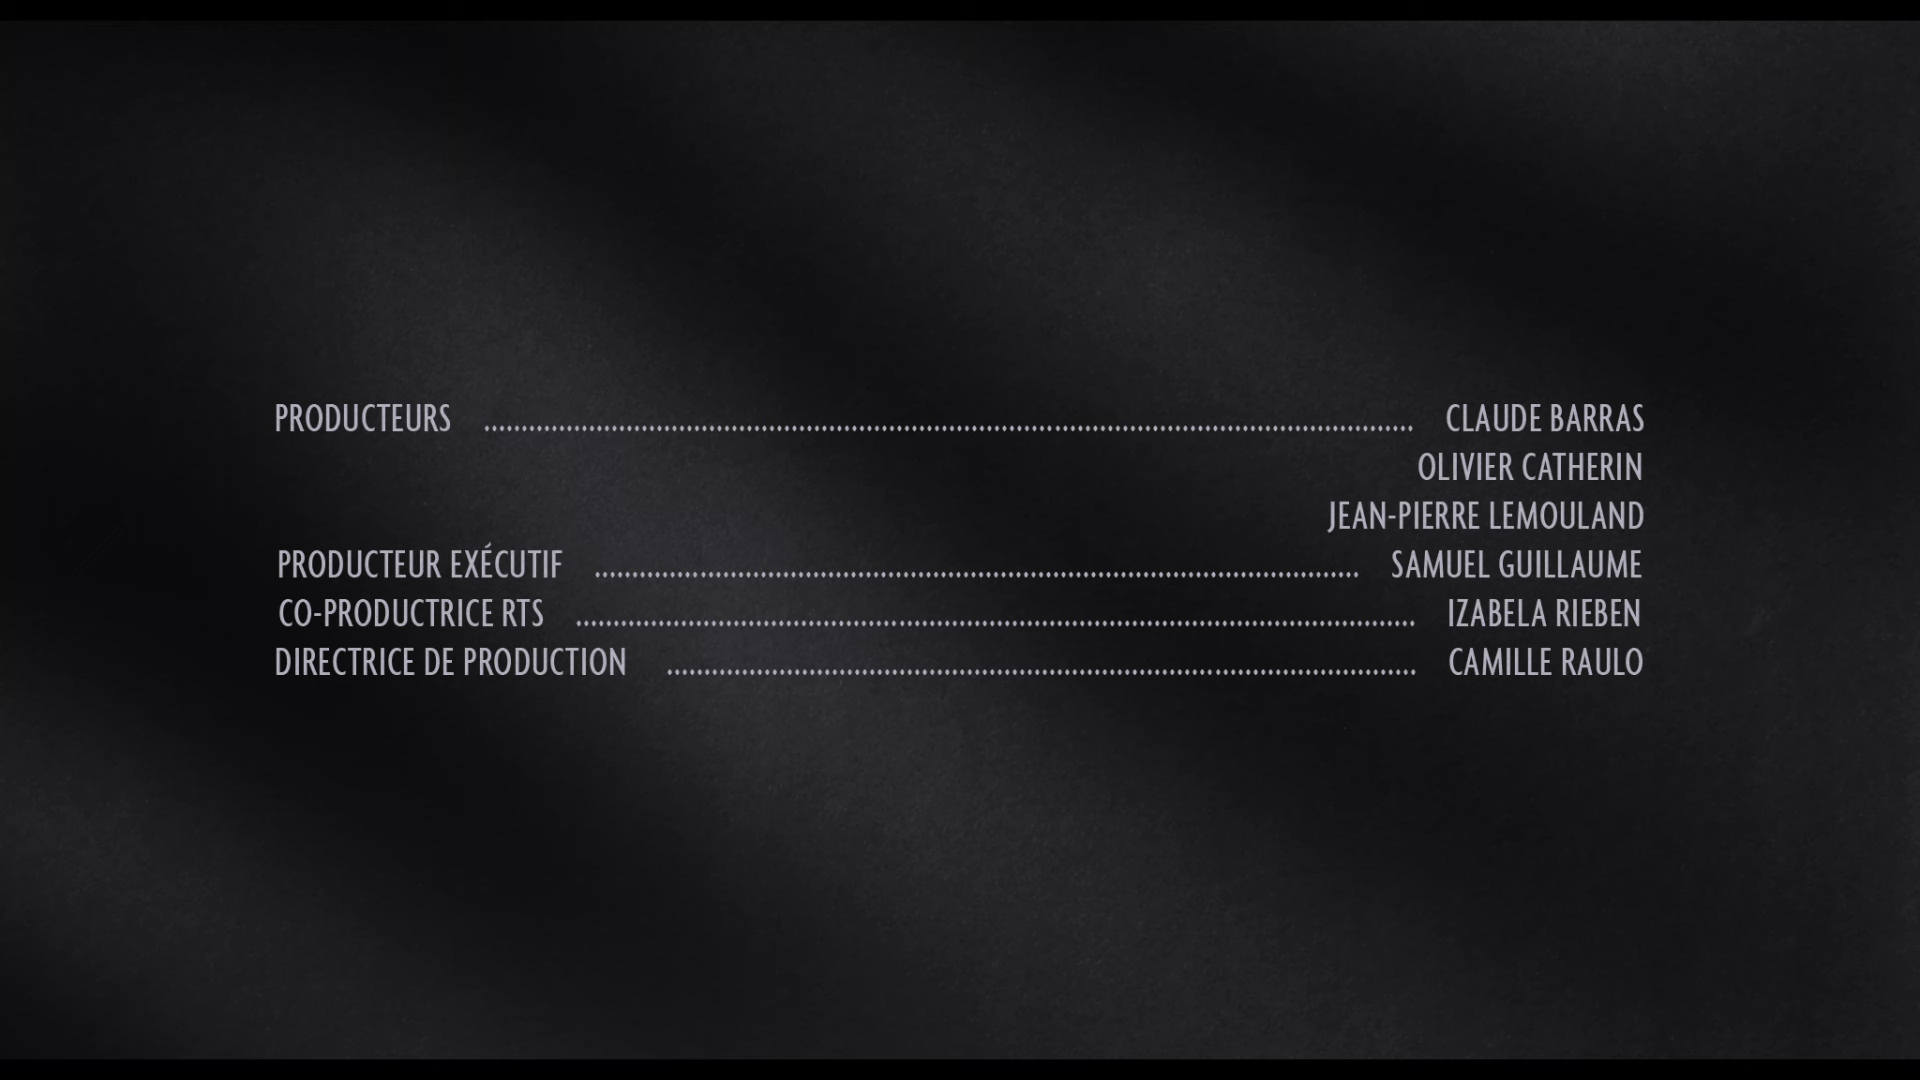 PRODUCTEURS ........................................ CLAUDE BARRAS
OLIVIER CATHERIN
JEAN-PIERRE LEMOULAND
PRODUCTEUR EXÉCUTIF ........................................ SAMUEL GUILLAUME
CO-PRODUCTRICE RTS ........................................ IZABELA RIEBEN
DIRECTRICE DE PRODUCTION ........................................ CAMILLE RAULO